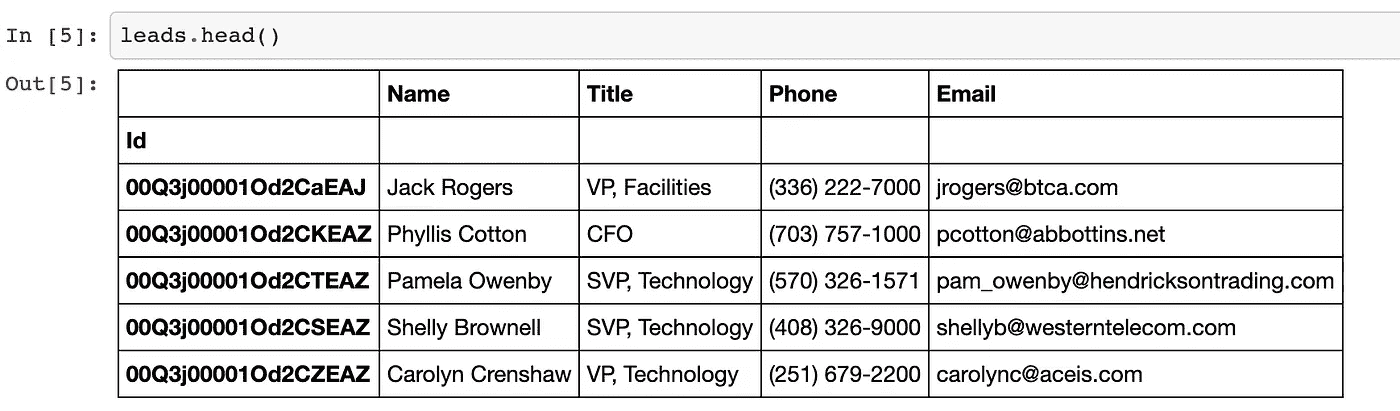 In [5]: leads.head()
Out[5]:
Name Title Phone Email
Id
00Q3j00001Od2CaEAJ Jack Rogers VP, Facilities (336) 222-7000 jrogers@btca.com
00Q3j00001Od2CKEAZ Phyllis Cotton CFO (703) 757-1000 pcotton@abbottins.net
00Q3j00001Od2CTEAZ Pamela Owenby SVP, Technology (570) 326-1571 pam_owenby@hendricksontrading.com
00Q3j00001Od2CSEAZ Shelly Brownell SVP, Technology (408) 326-9000 shellyb@westerntelecom.com
00Q3j00001Od2CZEAZ Carolyn Crenshaw VP, Technology (251) 679-2200 carolync@aceis.com